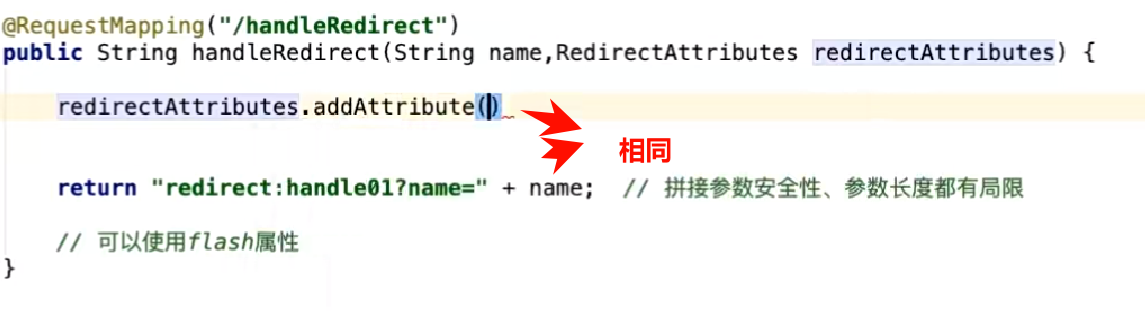 @RequestMapping("/handleRedirect")
public String handleRedirect(String name,RedirectAttributes redirectAttributes) {
redirectAttributes.addAttribute()
相同
return "redirect:handle01?name=" + name;  // 拼接参数安全性、参数长度都有局限
// 可以使用flash属性
}